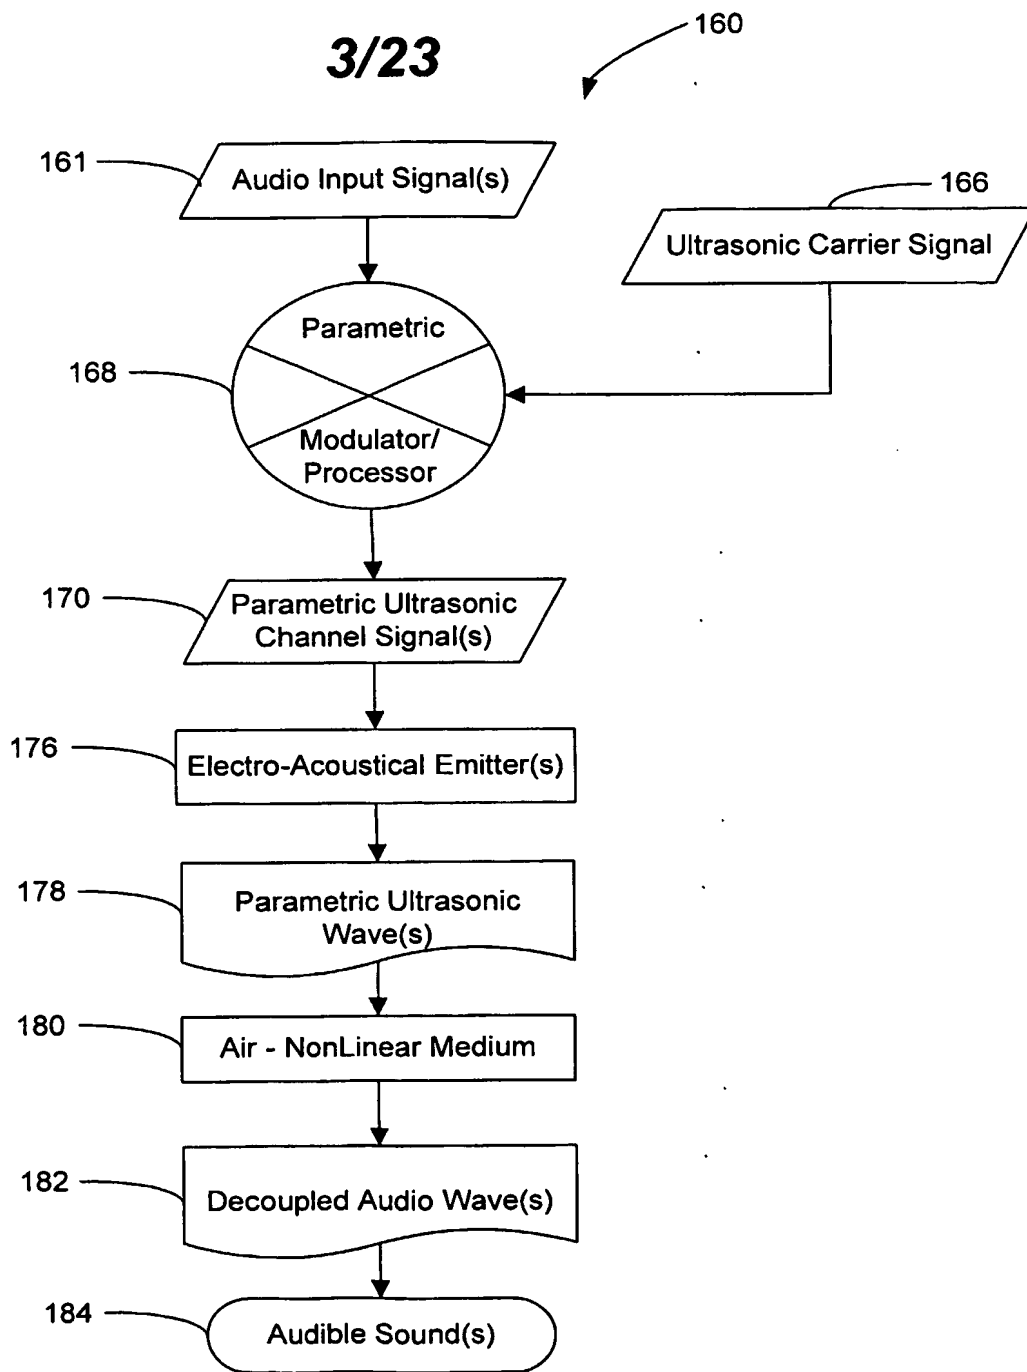 3/23
160
161
Audio Input Signal(s)
166
Ultrasonic Carrier Signal
168
Parametric
Modulator/
Processor
170
Parametric Ultrasonic
Channel Signal(s)
176
Electro-Acoustical Emitter(s)
178
Parametric Ultrasonic
Wave(s)
180
Air - NonLinear Medium
182
Decoupled Audio Wave(s)
184
Audible Sound(s)